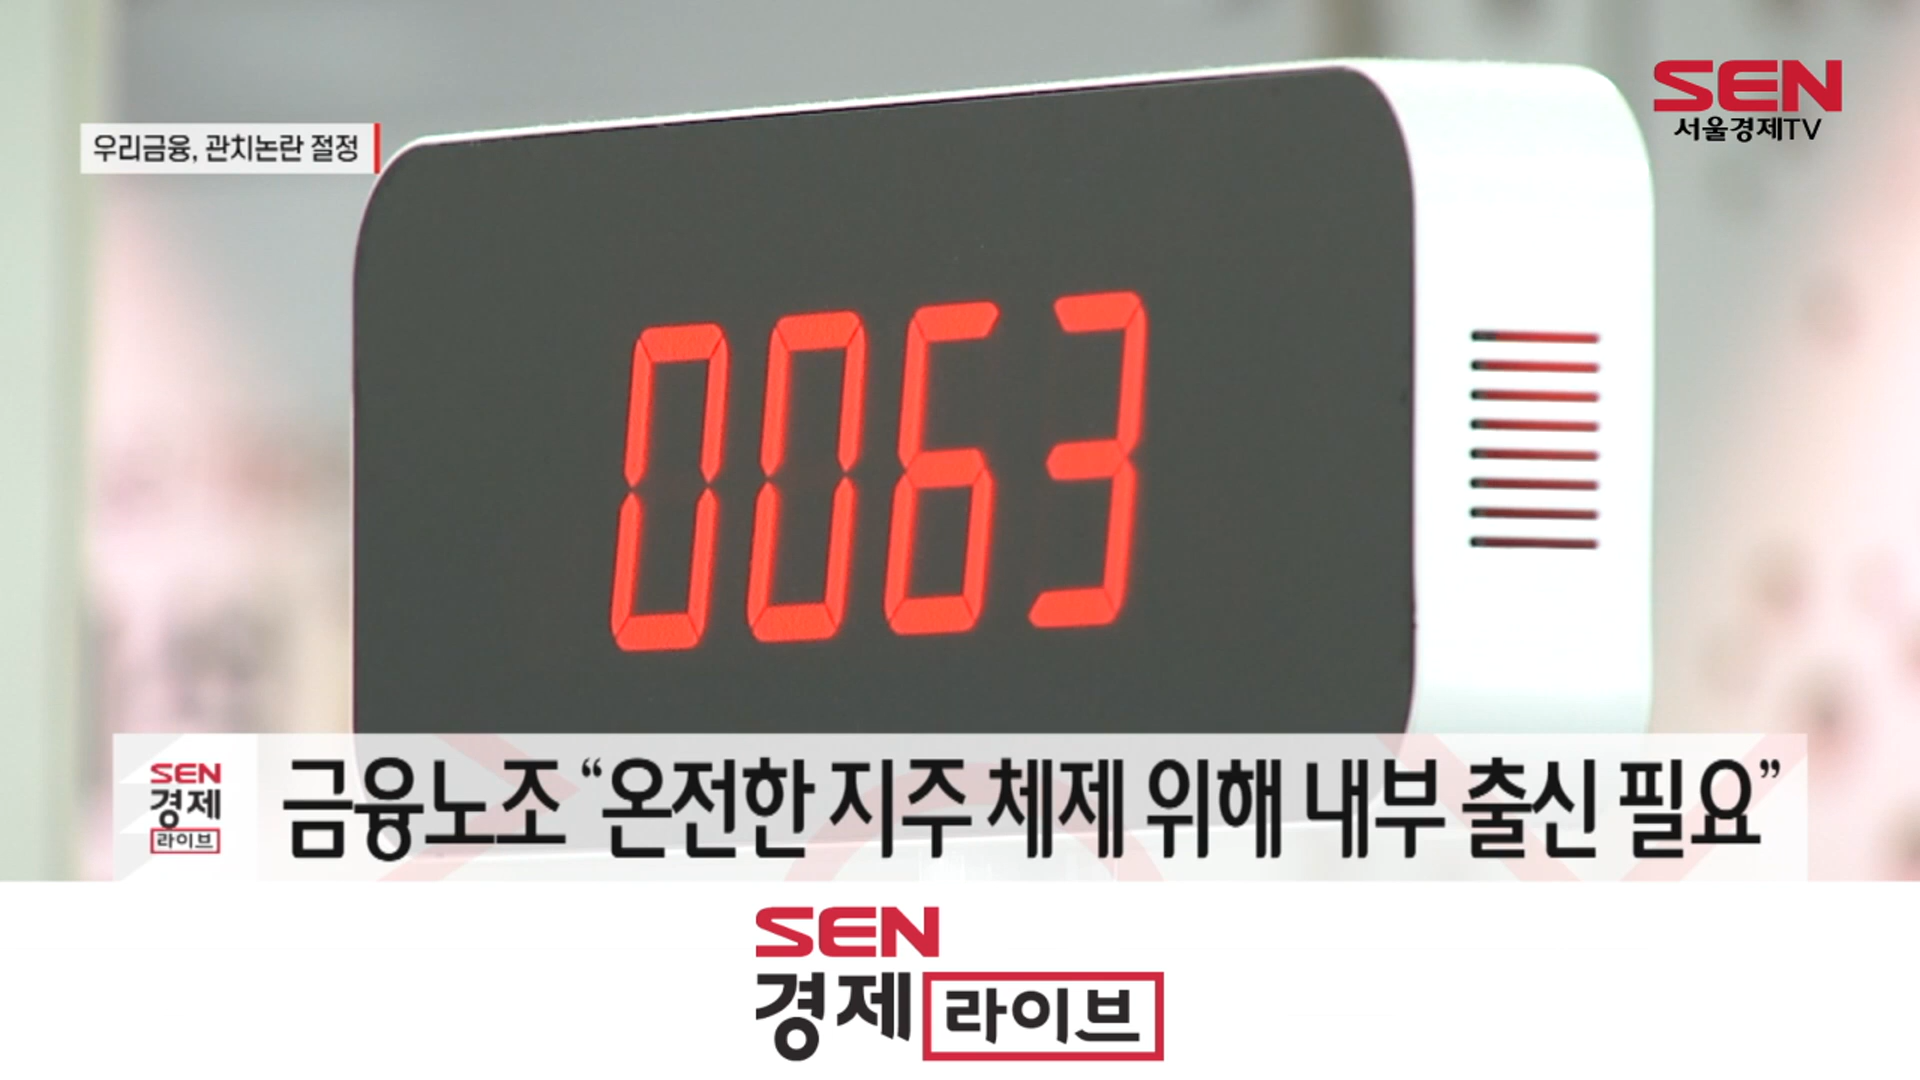 SEN
서울경제TV
우리금융, 관치논란 절정
0063
SEN
경제
라이브
금융노조 “온전한 지주 체제 위해 내부 출신 필요”
SEN
경제 라이브